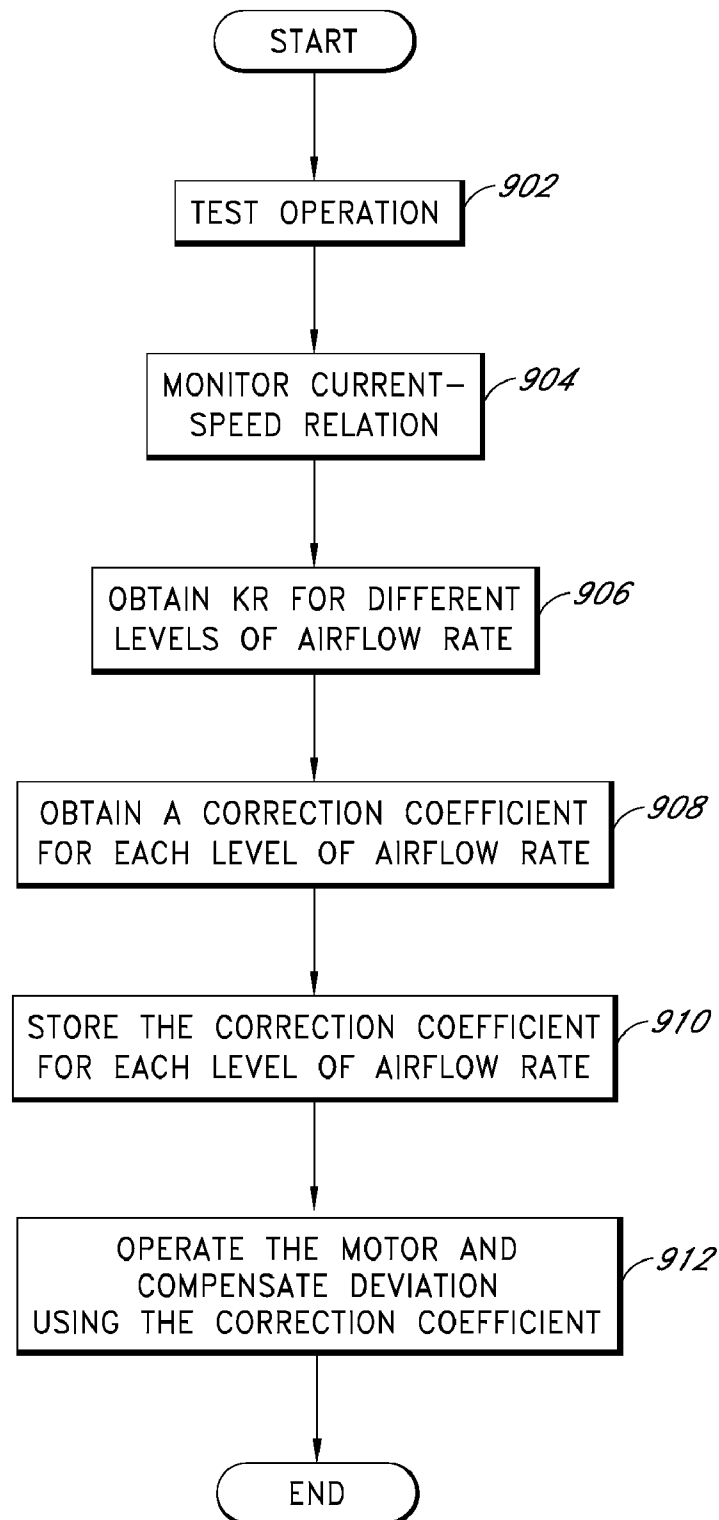 START
TEST OPERATION
902
MONITOR CURRENT-
SPEED RELATION
904
OBTAIN KR FOR DIFFERENT
LEVELS OF AIRFLOW RATE
906
OBTAIN A CORRECTION COEFFICIENT
FOR EACH LEVEL OF AIRFLOW RATE
908
STORE THE CORRECTION COEFFICIENT
FOR EACH LEVEL OF AIRFLOW RATE
910
OPERATE THE MOTOR AND
COMPENSATE DEVIATION
USING THE CORRECTION COEFFICIENT
912
END